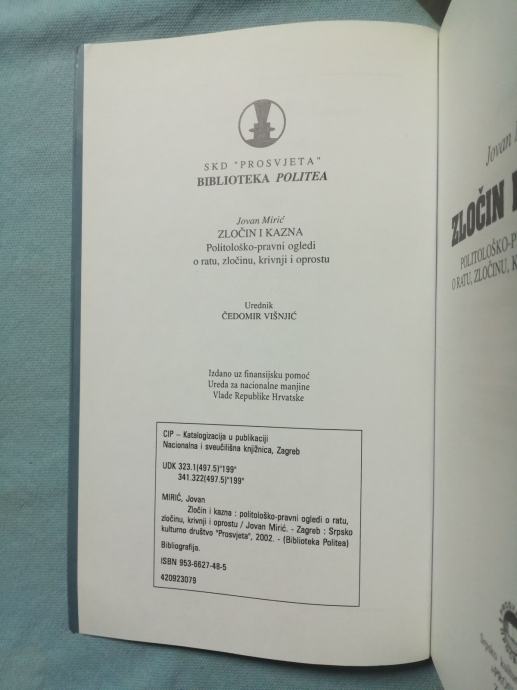 SKD "PROSVJETA"
BIBLIOTEKA POLITEA
Jovan Mirić
ZLOČIN I KAZNA
Politološko-pravni ogledi
o ratu, zločinu, krivnji i oprostu
Urednik
ČEDOMIR VIŠNJIĆ
Izdano uz finansijsku pomoć
Ureda za nacionalne manjine
Vlade Republike Hrvatske
CIP – Katalogizacija u publikaciji
Nacionalna i sveučilišna knjižnica, Zagreb
UDK 323.1(497.5)"199"
341.322(497.5)"199"
MIRIĆ, Jovan
Zločin i kazna : politološko-pravni ogledi o ratu,
zločinu, krivnji i oprostu / Jovan Mirić. - Zagreb : Srpsko
kulturno društvo "Prosvjeta", 2002. - (Biblioteka Politea)
Bibliografija.
ISBN 953-6627-48-5
420923079
Jovan
ZLOČIN
POLITOLOŠKO-P
O RATU, ZLOČINU, K